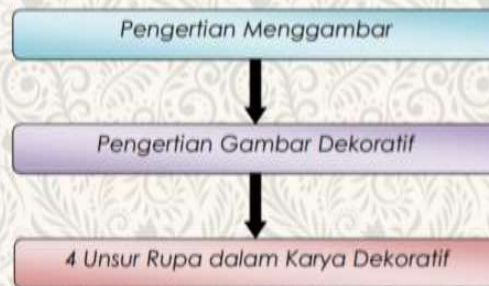 Pengertian Menggambar
Pengertian Gambar Dekoratif
4 Unsur Rupa dalam Karya Dekoratif